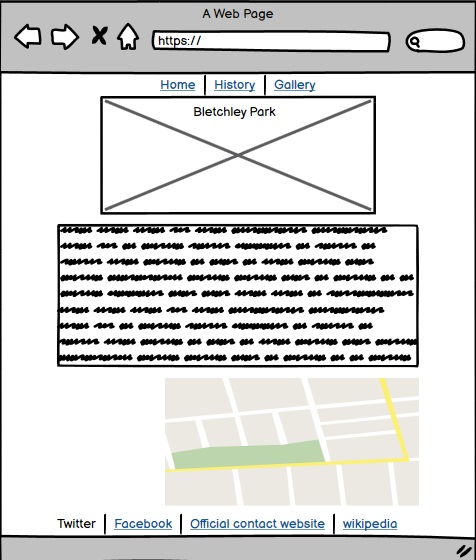 A Web Page
https://
Home History Gallery
Bletchley Park
Twitter Facebook Official contact website wikipedia